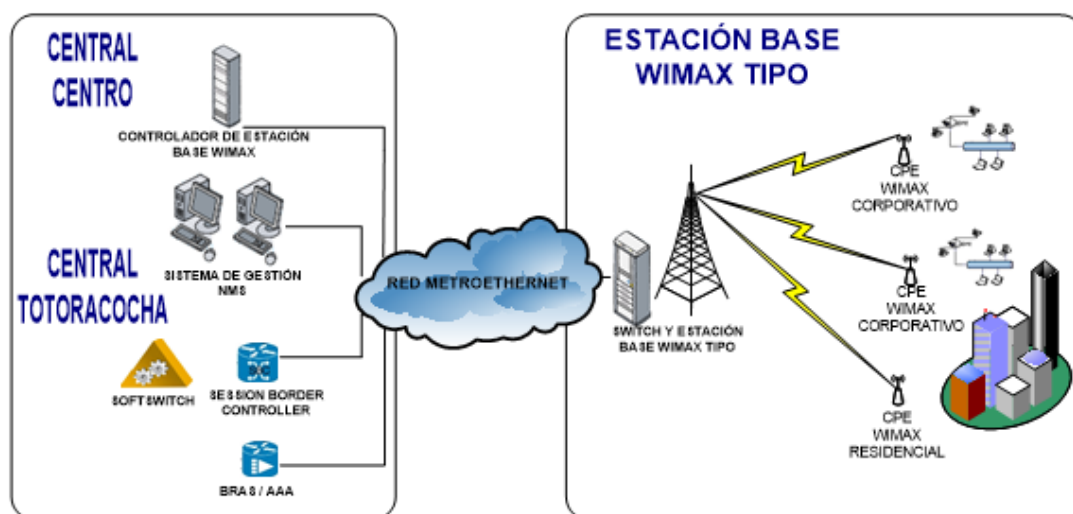 CENTRAL
CENTRO
CONTROLADOR DE ESTACIÓN
BASE WIMAX
SISTEMA DE GESTIÓN
NMS
CENTRAL
TOTORACOCHA
SOFTSWITCH
SESSION BORDER
CONTROLLER
BRAS / AAA
RED METROETHERNET
ESTACIÓN BASE
WIMAX TIPO
SWITCH Y ESTACIÓN
BASE WIMAX TIPO
CPE
WIMAX
CORPORATIVO
CPE
WIMAX
CORPORATIVO
CPE
WIMAX
RESIDENCIAL